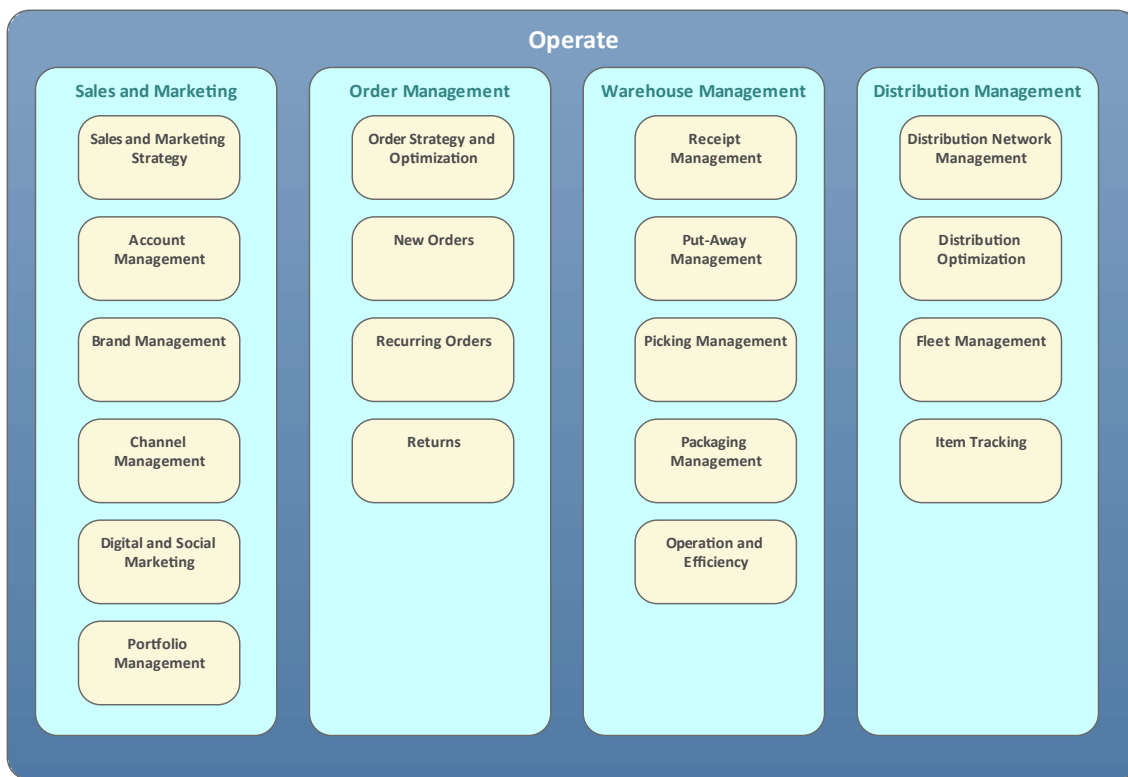 Operate
Sales and Marketing
Sales and Marketing
Strategy
Account
Management
Brand Management
Channel
Management
Digital and Social
Marketing
Portfolio
Management
Order Management
Order Strategy and
Optimization
New Orders
Recurring Orders
Returns
Warehouse Management
Receipt
Management
Put-Away
Management
Picking Management
Packaging
Management
Operation and
Efficiency
Distribution Management
Distribution Network
Management
Distribution
Optimization
Fleet Management
Item Tracking